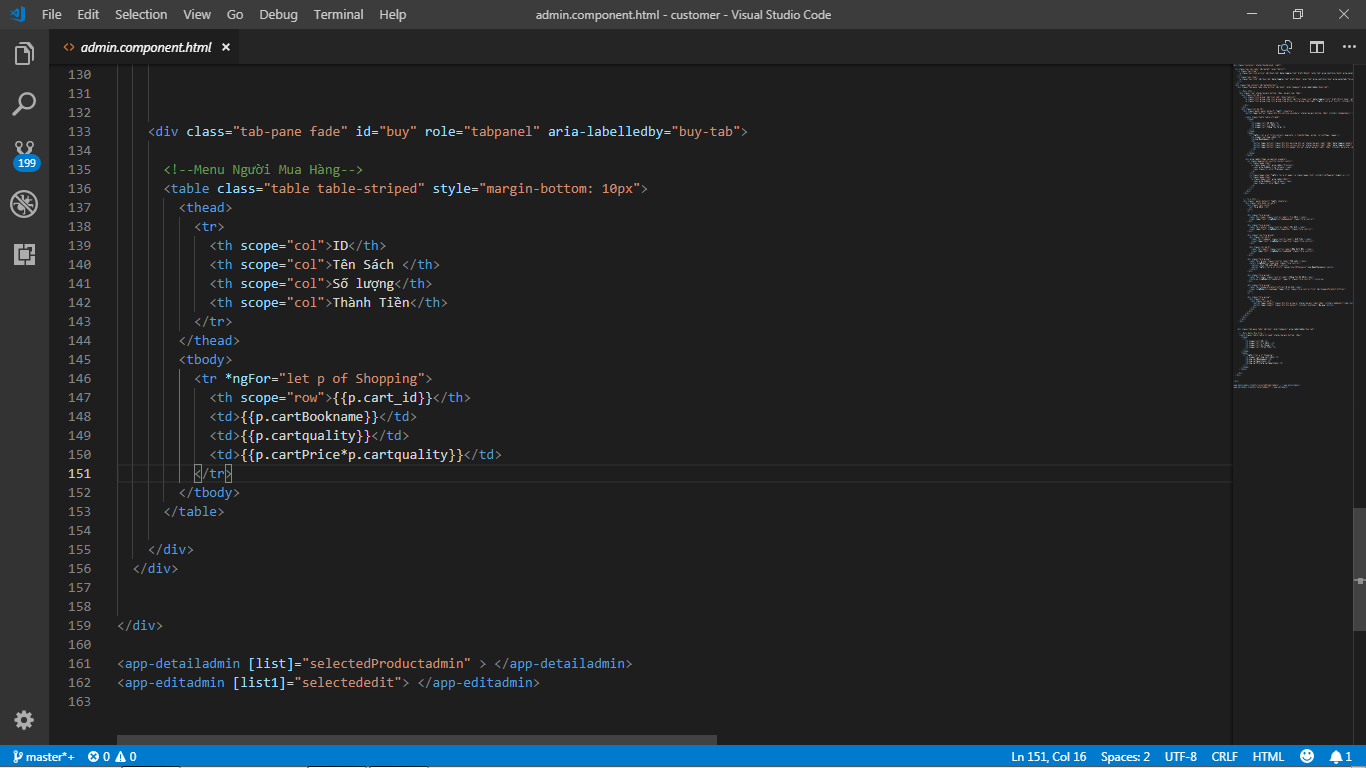 File Edit Selection View Go Debug Terminal Help admin.component.html - customer - Visual Studio Code
admin.component.html
130
131
132
133 <div class="tab-pane fade" id="buy" role="tabpanel" aria-labelledby="buy-tab">
134
135 <!--Menu Người Mua Hàng-->
136 <table class="table table-striped" style="margin-bottom: 10px">
137 <thead>
138 <tr>
139 <th scope="col">ID</th>
140 <th scope="col">Tên Sách </th>
141 <th scope="col">Số lượng</th>
142 <th scope="col">Thành Tiền</th>
143 </tr>
144 </thead>
145 <tbody>
146 <tr *ngFor="let p of Shopping">
147 <th scope="row">{{p.cart_id}}</th>
148 <td>{{p.cartBookname}}</td>
149 <td>{{p.cartquality}}</td>
150 <td>{{p.cartPrice*p.cartquality}}</td>
151 </tr>
152 </tbody>
153 </table>
154
155 </div>
156 </div>
157
158
159 </div>
160
161 <app-detailadmin [list]="selectedProductadmin" > </app-detailadmin>
162 <app-editadmin [list1]="selectededit"> </app-editadmin>
163
199
master*+ 0 0 Ln 151, Col 16 Spaces: 2 UTF-8 CRLF HTML 1